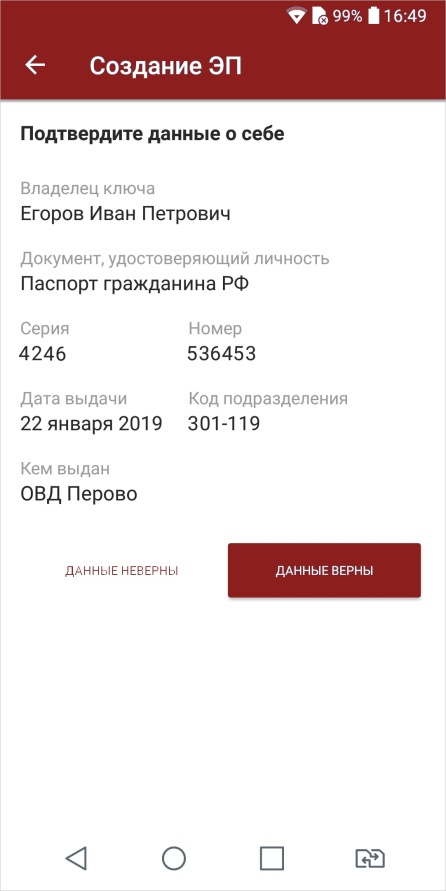 99% 16:49
Создание ЭП
Подтвердите данные о себе
Владелец ключа
Егоров Иван Петрович
Документ, удостоверяющий личность
Паспорт гражданина РФ
Серия Номер
4246 536453
Дата выдачи Код подразделения
22 января 2019 301-119
Кем выдан
ОВД Перово
ДАННЫЕ НЕВЕРНЫ ДАННЫЕ ВЕРНЫ